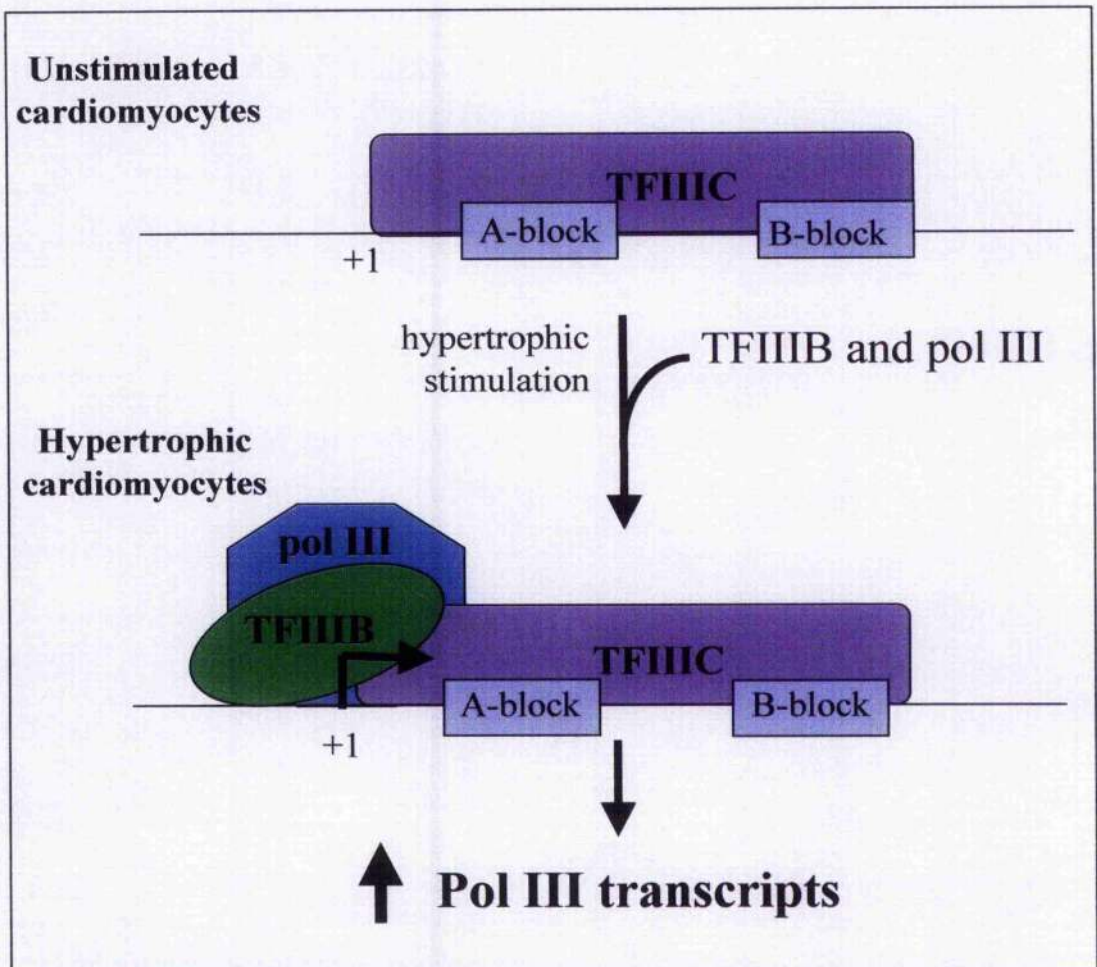 Unstimulated
cardiomyocytes
TFIIIC
A-block
B-block
+1
hypertrophic
stimulation
TFIIIB and pol III
Hypertrophic
cardiomyocytes
pol III
TFIIIB
TFIIIC
A-block
B-block
+1
Pol III transcripts